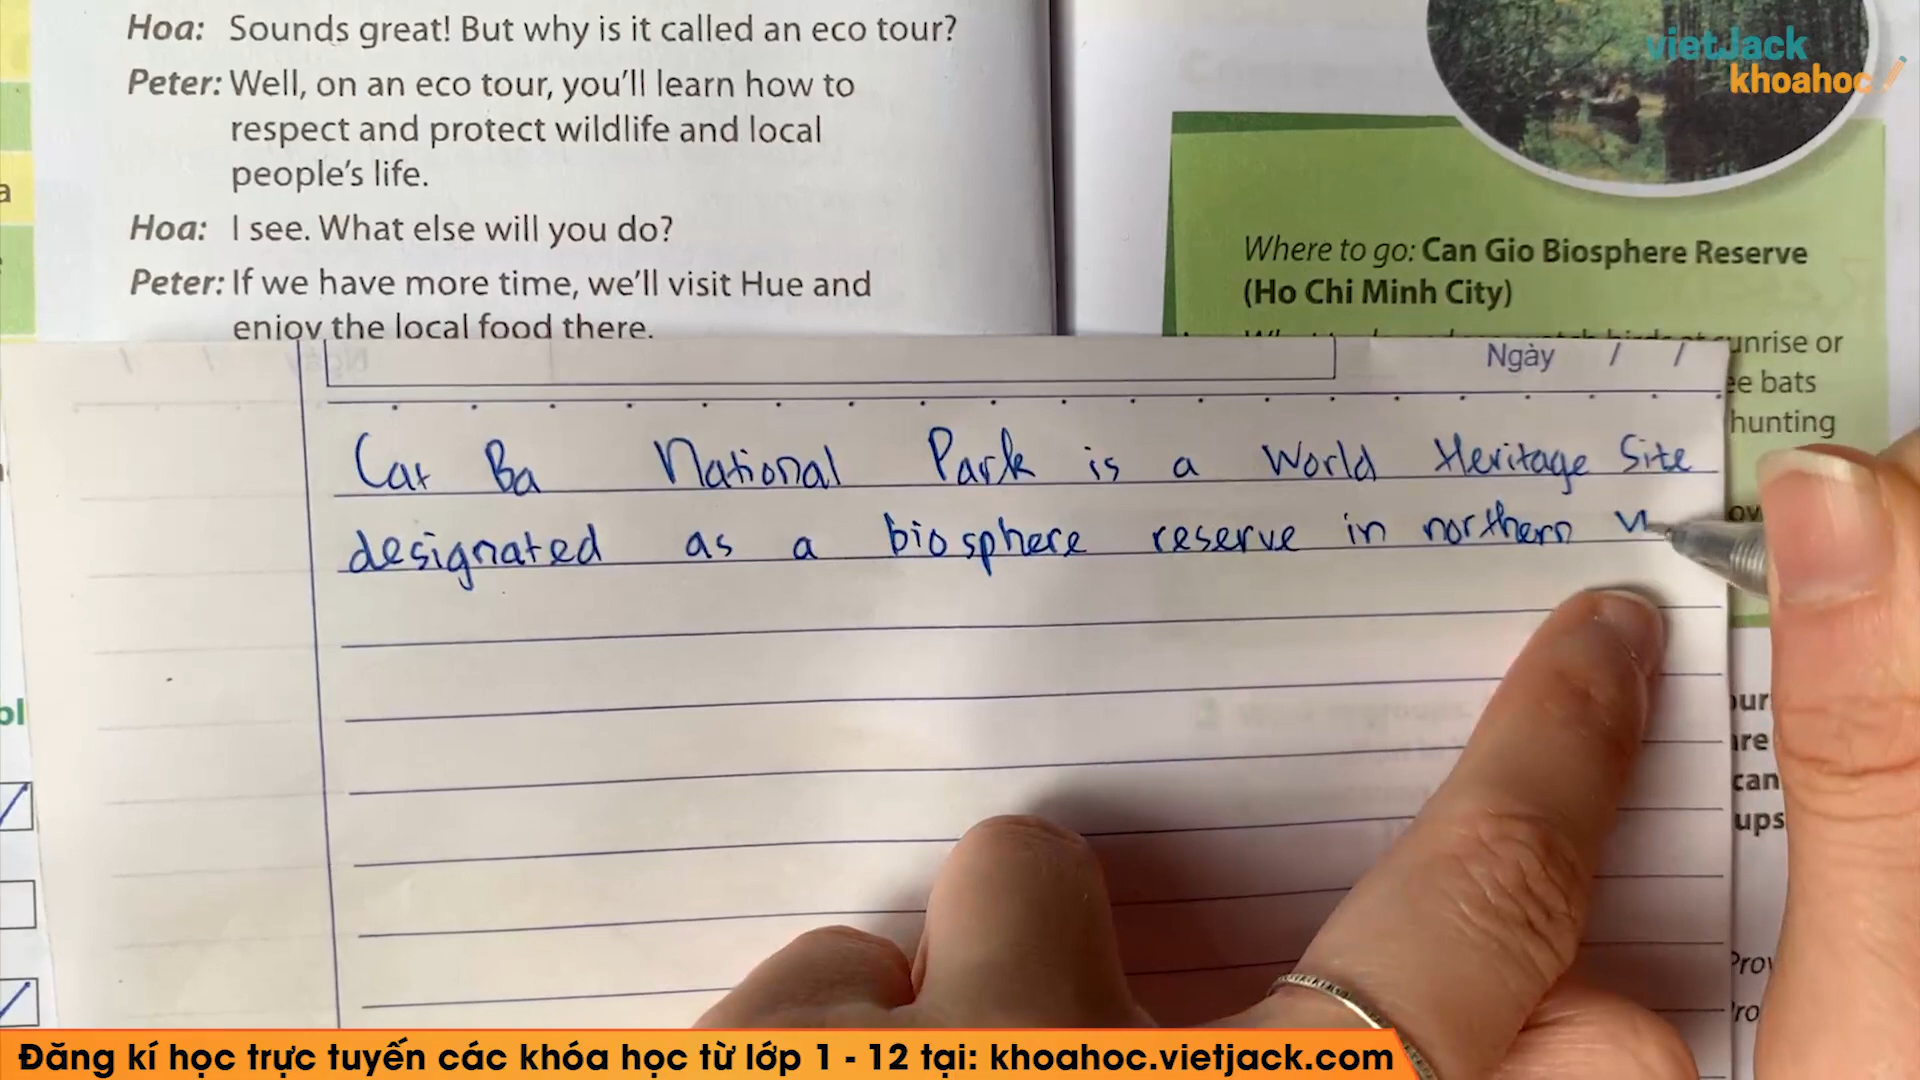 Hoa: Sounds great! But why is it called an eco tour?
Peter: Well, on an eco tour, you'll learn how to
respect and protect wildlife and local
people's life.
Hoa: I see. What else will you do?
Peter: If we have more time, we'll visit Hue and
enjoy the local food there.
vietJack
khoahoc
Where to go: Can Gio Biosphere Reserve
(Ho Chi Minh City)
sunrise or
bats
hunting
Ngày / /
Cat Ba National Park is a World Heritage Site
designated as a biosphere reserve in northern
can
ups
Đăng kí học trực tuyến các khóa học từ lớp 1 - 12 tại: khoahoc.vietjack.com